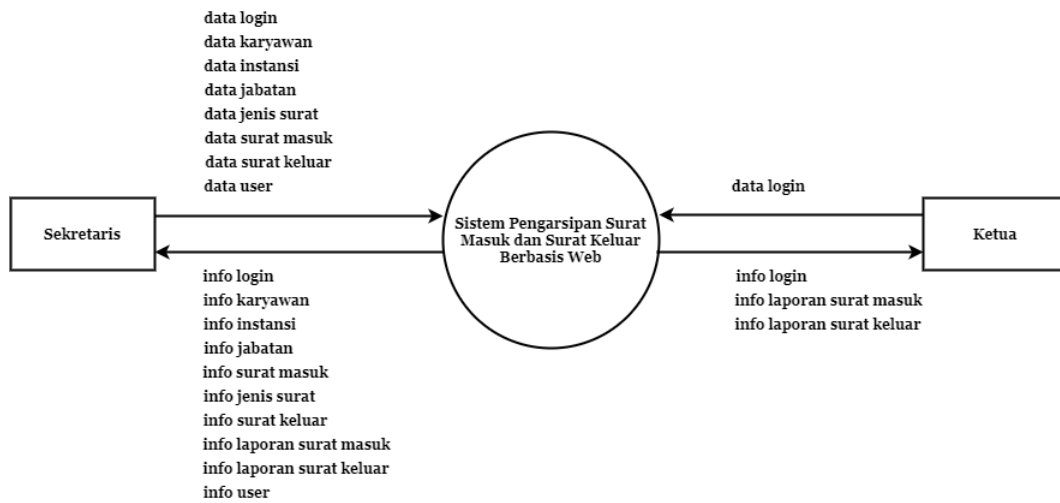 data login
data karyawan
data instansi
data jabatan
data jenis surat
data surat masuk
data surat keluar
data user
Sekretaris
info login
info karyawan
info instansi
info jabatan
info surat masuk
info jenis surat
info surat keluar
info laporan surat masuk
info laporan surat keluar
info user
Sistem Pengarsipan Surat
Masuk dan Surat Keluar
Berbasis Web
data login
Ketua
info login
info laporan surat masuk
info laporan surat keluar